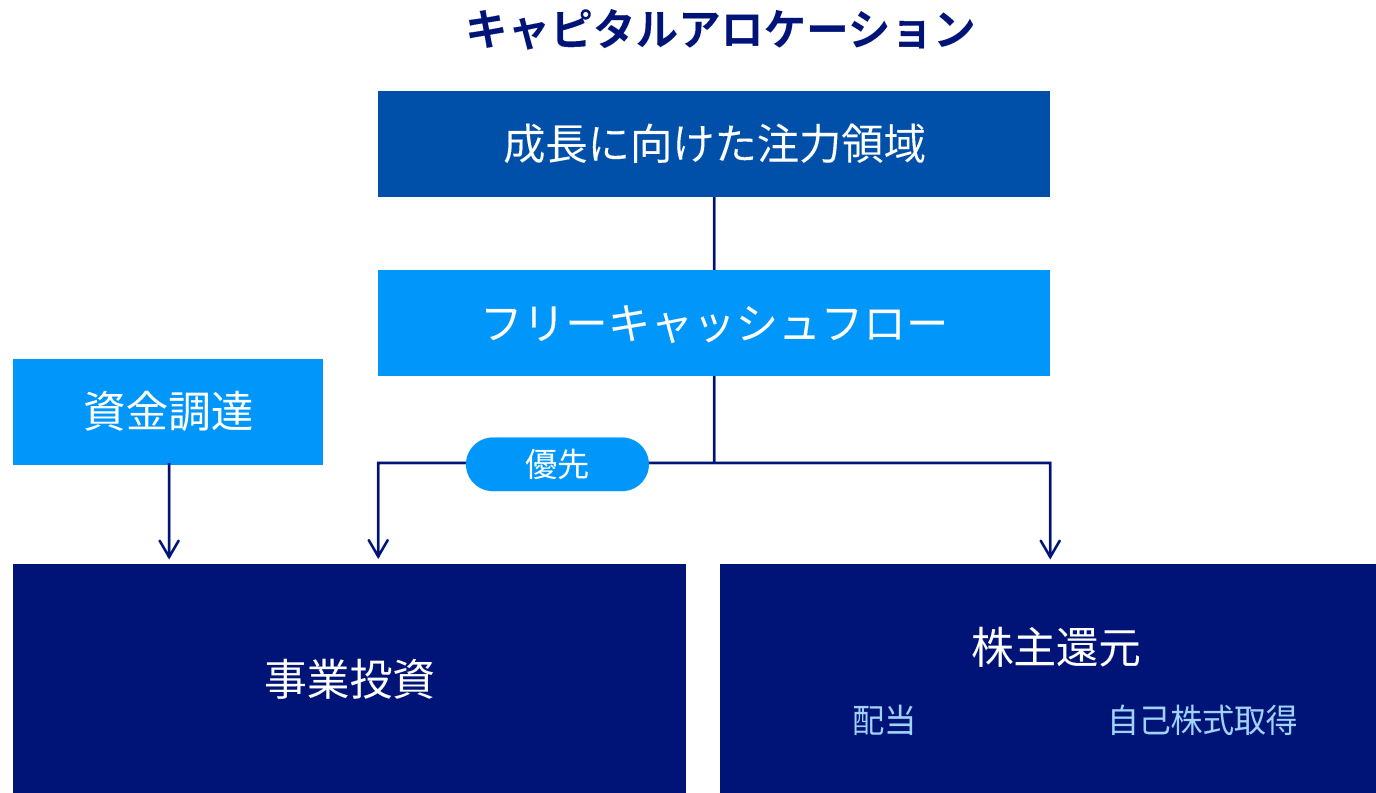 キャピタルアロケーション
成長に向けた注力領域
フリーキャッシュフロー
資金調達
優先
事業投資
株主還元
配当
自己株式取得